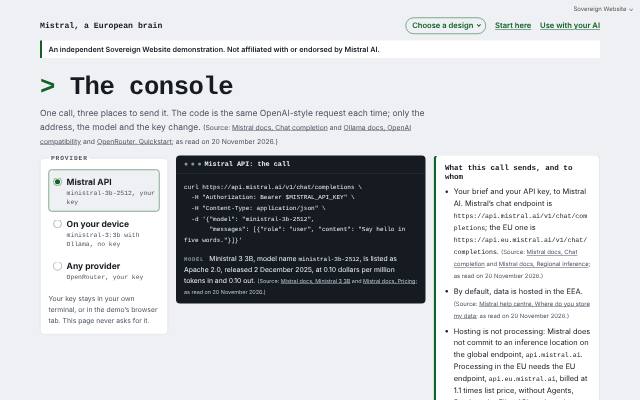 Sovereign Website
Mistral, a European brain
Choose a design
Start here
Use with your AI
An independent Sovereign Website demonstration. Not affiliated with or endorsed by Mistral AI.
> The console
One call, three places to send it. The code is the same OpenAI-style request each time; only the
address, the model and the key change. (Source: Mistral docs, Chat completion and Ollama docs, OpenAI
compatibility and OpenRouter, Quickstart; as read on 20 November 2026.)
PROVIDER
Mistral API
ministral-3b-2512, your
key
On your device
ministral-3:3b with
Ollama, no key
Any provider
OpenRouter, your key
Your key stays in your own
terminal, or in the demo's browser
tab. This page never asks for it.
Mistral API: the call
curl https://api.mistral.ai/v1/chat/completions \
-H "Authorization: Bearer $MISTRAL_API_KEY" \
-H "Content-Type: application/json" \
-d '{"model": "ministral-3b-2512",
"messages": [{"role": "user", "content": "Say hello in
five words."}]}'
MODEL Ministral 3 3B, model name ministral-3b-2512, is listed as
Apache 2.0, released 2 December 2025, at 0.10 dollars per million
tokens in and 0.10 out. (Source: Mistral docs, Ministral 3 3B and Mistral docs, Pricing;
as read on 20 November 2026.)
What this call sends, and to
whom
• Your brief and your API key, to Mistral
AI. Mistral's chat endpoint is
https://api.mistral.ai/v1/chat/com
pletions; the EU one is
https://api.eu.mistral.ai/v1/chat/
completions. (Source: Mistral docs, Chat
completion and Mistral docs, Regional inference;
as read on 20 November 2026.)
• By default, data is hosted in the EEA.
(Source: Mistral help centre, Where do you store
my data; as read on 20 November 2026.)
• Hosting is not processing: Mistral does
not commit to an inference location on
the global endpoint, api.mistral.ai.
Processing in the EU needs the EU
endpoint, api.eu.mistral.ai, billed at
1.1 times list price, without Agents,